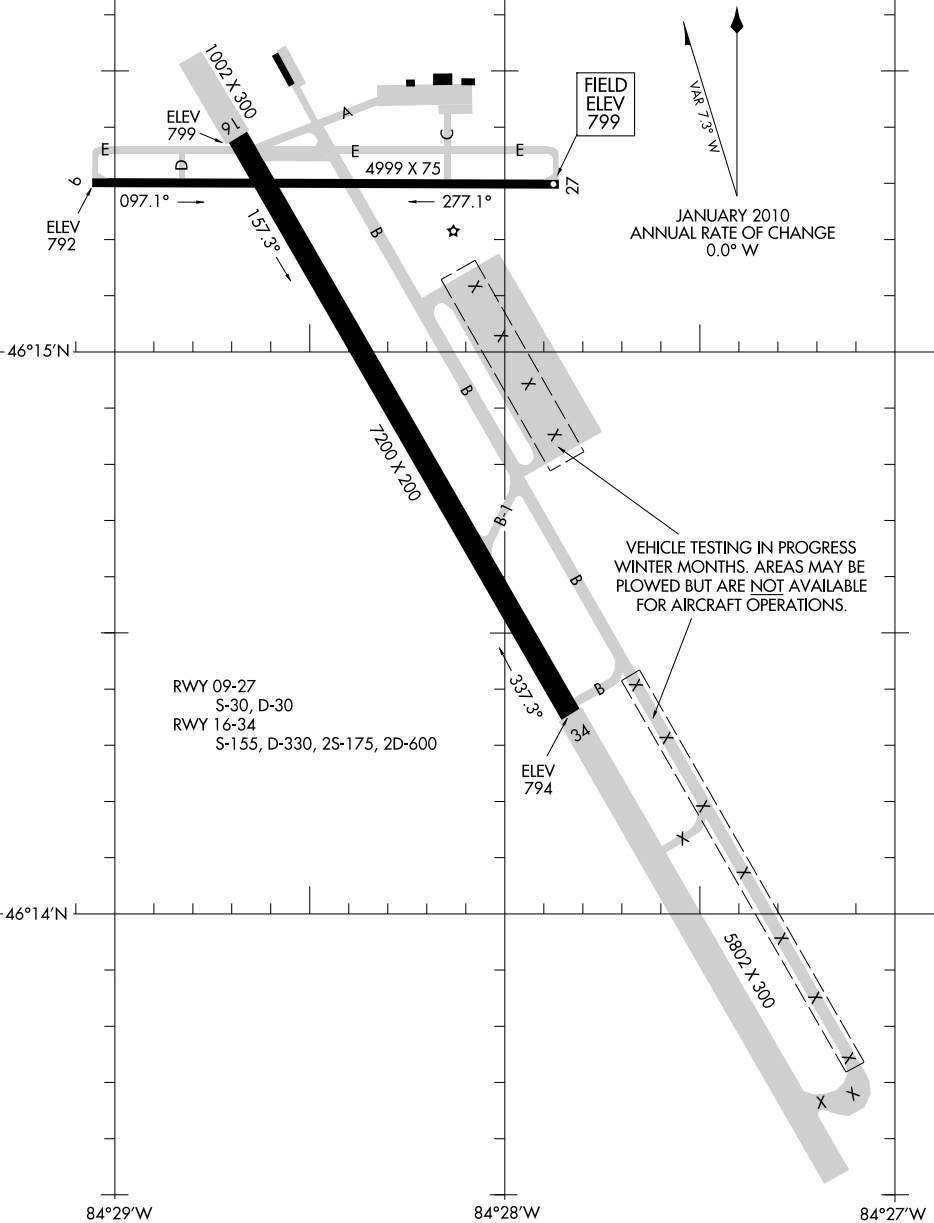 1002 X 300
16
ELEV
799
A
C
FIELD
ELEV
799
VAR 7.3° W
E
E
E
D
4999 X 75
9
27
097.1°
277.1°
ELEV
792
157.3°
B
JANUARY 2010
ANNUAL RATE OF CHANGE
0.0° W
X
X
46°15'N
X
B
X
7200 X 200
B-1
VEHICLE TESTING IN PROGRESS
WINTER MONTHS. AREAS MAY BE
PLOWED BUT ARE NOT AVAILABLE
FOR AIRCRAFT OPERATIONS.
B
RWY 09-27
S-30, D-30
RWY 16-34
S-155, D-330, 2S-175, 2D-600
337.3°
B
X
34
X
ELEV
794
X
X
X
46°14'N
X
5802 X 300
X
X
X
X
84°29'W
84°28'W
84°27'W